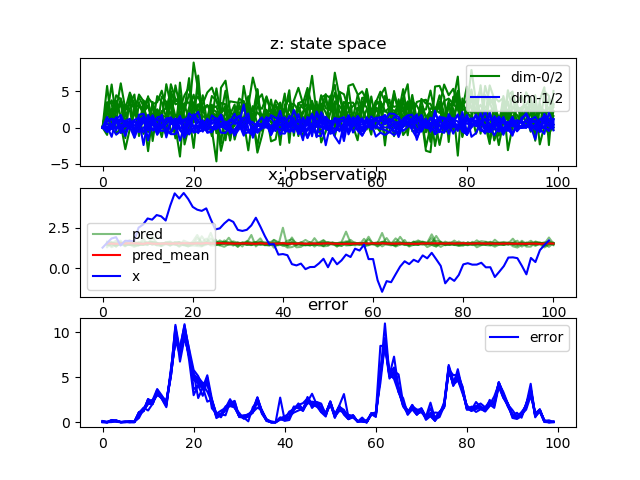 z: state space
5
0
−5
dim-0/2
dim-1/2
0 20 40 60 80 100
x: observation
2.5
0.0
pred
pred_mean
x
0 20 40 60 80 100
error
10
5
0
error
0 20 40 60 80 100